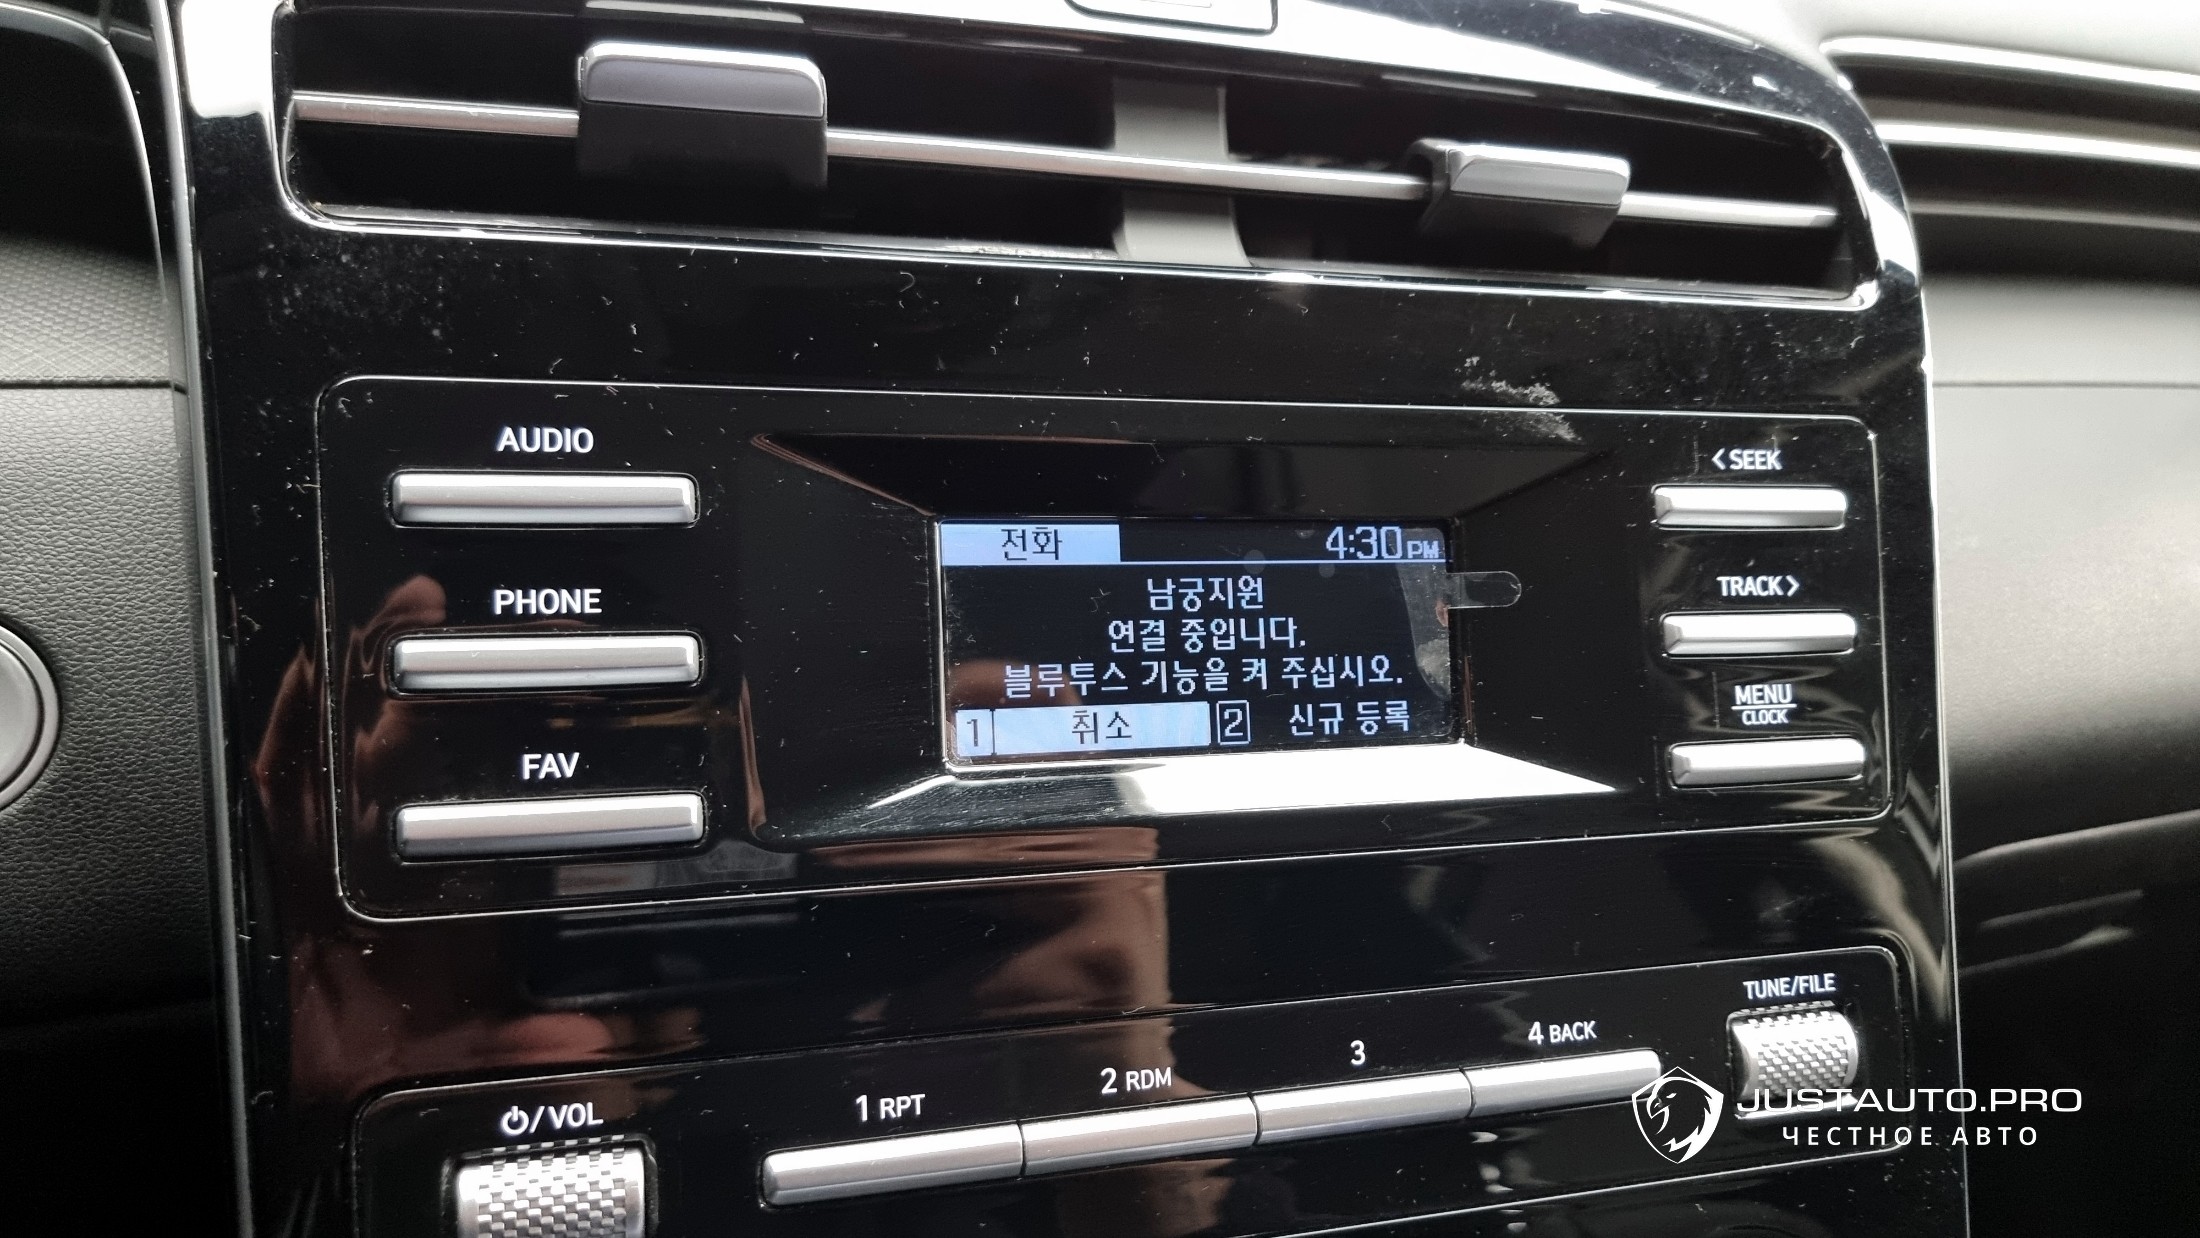 AUDIO
PHONE
FAV
전화 4:30 PM
남궁지원
연결 중입니다.
블루투스 기능을 켜 주십시오.
1 취소 2 신규 등록
<SEEK
TRACK>
MENU
CLOCK
/VOL
1 RPT
2 RDM
3
4 BACK
TUNE/FILE
JUSTAUTO.PRO
ЧЕСТНОЕ АВТО